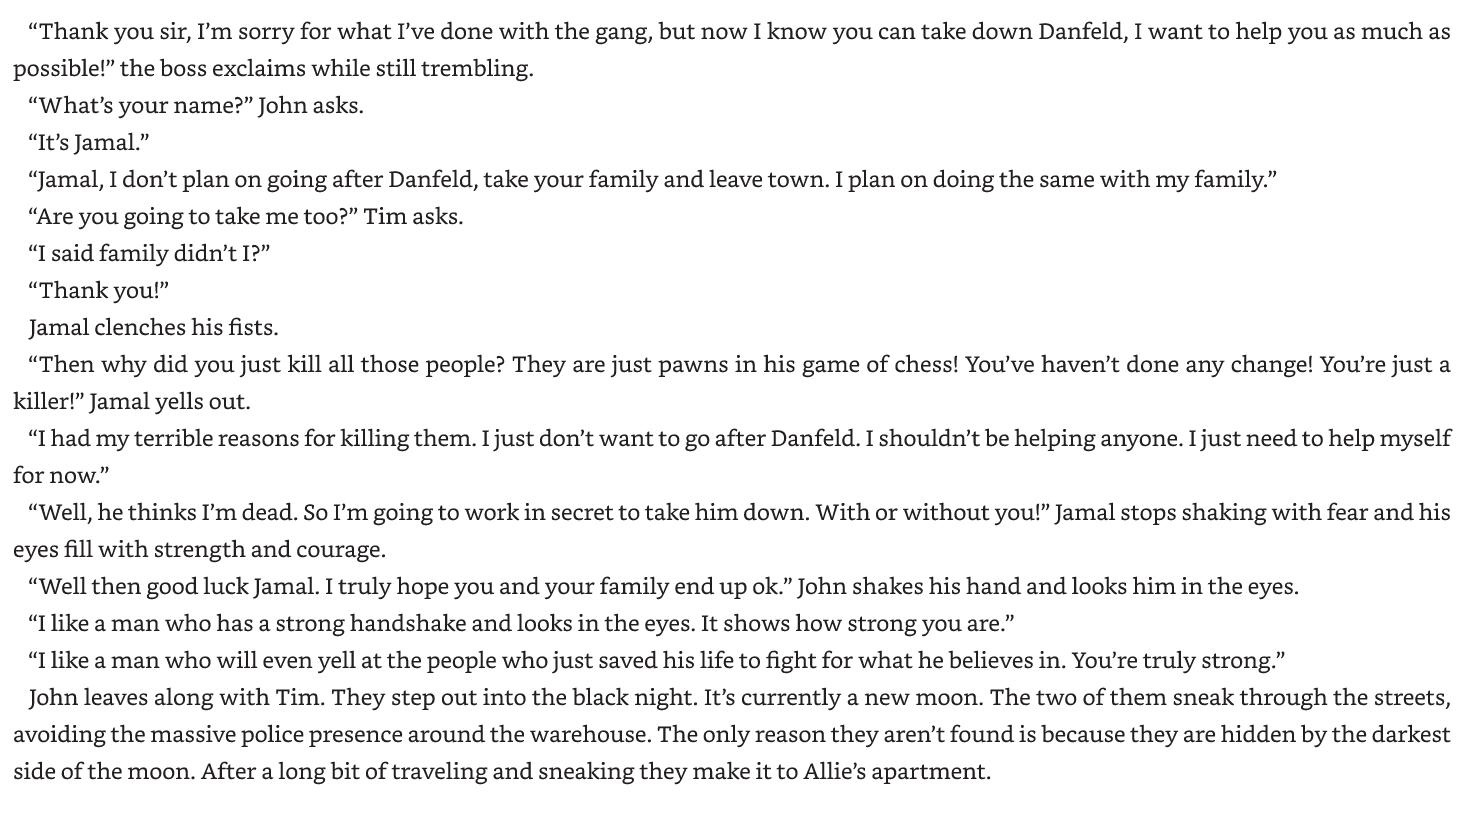 “Thank you sir, I’m sorry for what I’ve done with the gang, but now I know you can take down Danfeld, I want to help you as much as
possible!” the boss exclaims while still trembling.
“What’s your name?” John asks.
“It’s Jamal.”
“Jamal, I don’t plan on going after Danfeld, take your family and leave town. I plan on doing the same with my family.”
“Are you going to take me too?” Tim asks.
“I said family didn’t I?”
“Thank you!”
Jamal clenches his fists.
“Then why did you just kill all those people? They are just pawns in his game of chess! You’ve haven’t done any change! You’re just a
killer!” Jamal yells out.
“I had my terrible reasons for killing them. I just don’t want to go after Danfeld. I shouldn’t be helping anyone. I just need to help myself
for now.”
“Well, he thinks I’m dead. So I’m going to work in secret to take him down. With or without you!” Jamal stops shaking with fear and his
eyes fill with strength and courage.
“Well then good luck Jamal. I truly hope you and your family end up ok.” John shakes his hand and looks him in the eyes.
“I like a man who has a strong handshake and looks in the eyes. It shows how strong you are.”
“I like a man who will even yell at the people who just saved his life to fight for what he believes in. You’re truly strong.”
John leaves along with Tim. They step out into the black night. It’s currently a new moon. The two of them sneak through the streets,
avoiding the massive police presence around the warehouse. The only reason they aren’t found is because they are hidden by the darkest
side of the moon. After a long bit of traveling and sneaking they make it to Allie’s apartment.